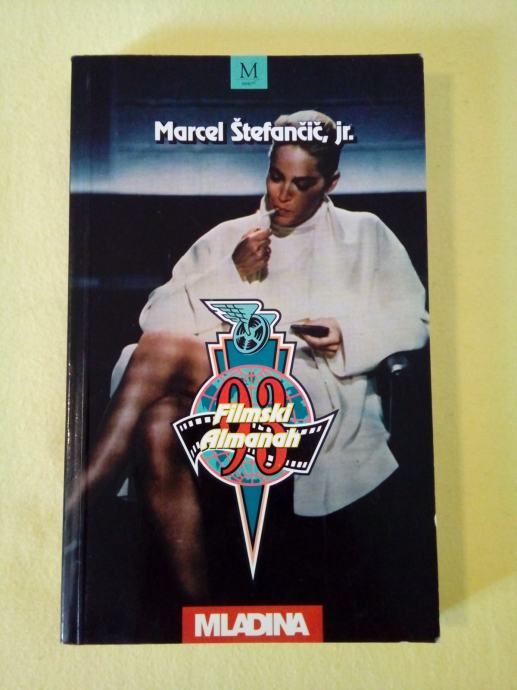 M
Marcel Štefančič, jr.
93
Filmski
Almanah
MLADINA